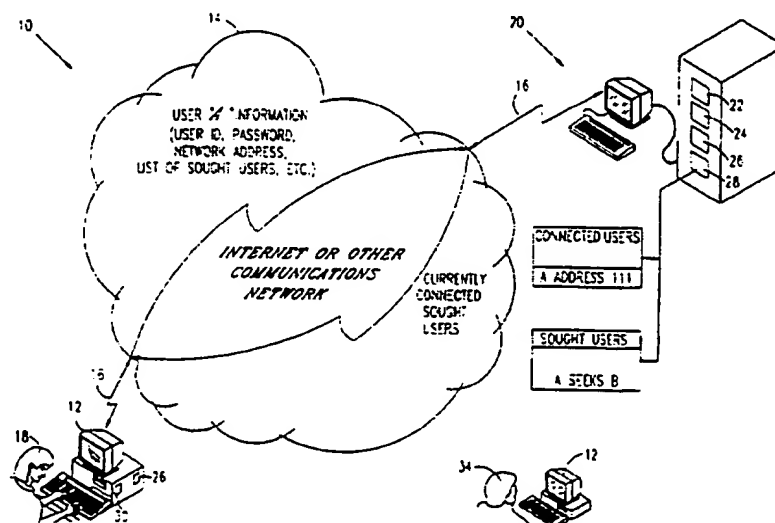 10
14
20
16
22
24
26
28
USER "A" INFORMATION
(USER ID, PASSWORD,
NETWORK ADDRESS,
LIST OF SOUGHT USERS, ETC.)
INTERNET OR OTHER
COMMUNICATIONS
NETWORK
CURRENTLY
CONNECTED
SOUGHT
USERS
CONNECTED USERS
A ADDRESS 111
SOUGHT USERS
A SEEKS B
16
12
18
26
30
34
12